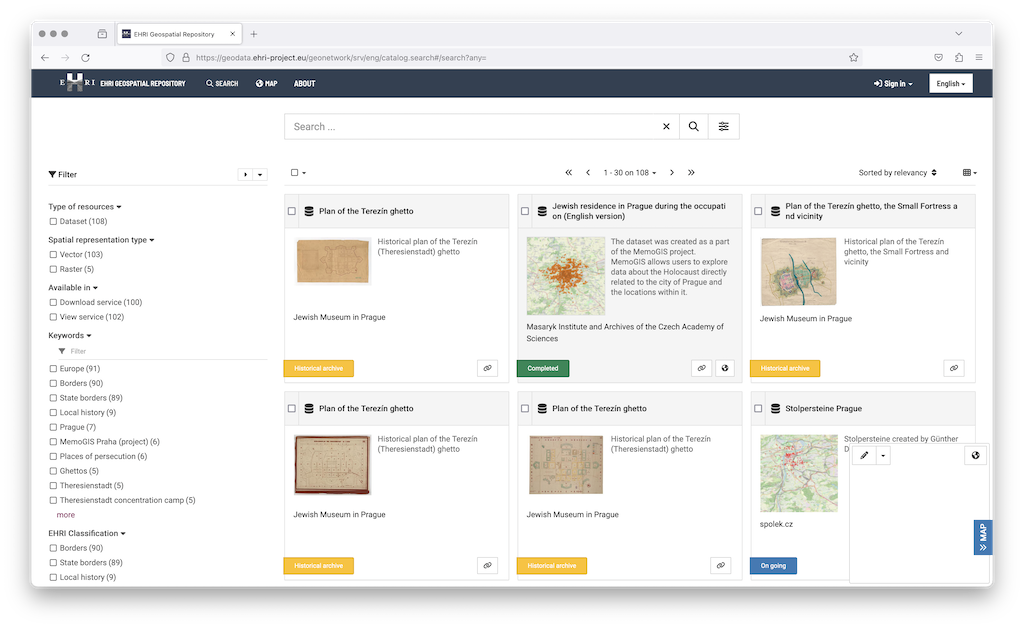 EHRI Geospatial Repository
https://geodata.ehri-project.eu/geonetwork/srv/eng/catalog.search#/search?any=
EHRI EHRI GEOSPATIAL REPOSITORY SEARCH MAP ABOUT Sign in English
Search ...
Filter
1 - 30 on 108
Sorted by relevancy
Type of resources
Dataset (108)
Spatial representation type
Vector (103)
Raster (5)
Available in
Download service (100)
View service (102)
Keywords
Filter
Europe (91)
Borders (90)
State borders (89)
Local history (9)
Prague (7)
MemoGIS Praha (project) (6)
Places of persecution (6)
Ghettos (5)
Theresienstadt (5)
Theresienstadt concentration camp (5)
more
EHRI Classification
Borders (90)
State borders (89)
Local history (9)
Plan of the Terezín ghetto
Historical plan of the Terezín
(Theresienstadt) ghetto
Jewish Museum in Prague
Historical archive
Jewish residence in Prague during the occupati
on (English version)
The dataset was created as a part
of the MemoGIS project.
MemoGIS allows users to explore
data about the Holocaust directly
related to the city of Prague and
the locations within it.
Masaryk Institute and Archives of the Czech Academy of
Sciences
Completed
Plan of the Terezín ghetto, the Small Fortress a
nd vicinity
Historical plan of the Terezín
ghetto, the Small Fortress and
vicinity
Jewish Museum in Prague
Historical archive
Plan of the Terezín ghetto
Historical plan of the Terezín
(Theresienstadt) ghetto
Jewish Museum in Prague
Historical archive
Plan of the Terezín ghetto
Historical plan of the Terezín
(Theresienstadt) ghetto
Jewish Museum in Prague
Historical archive
Stolpersteine Prague
Stolpersteine created by Günther
D
spolek.cz
On going
MAP